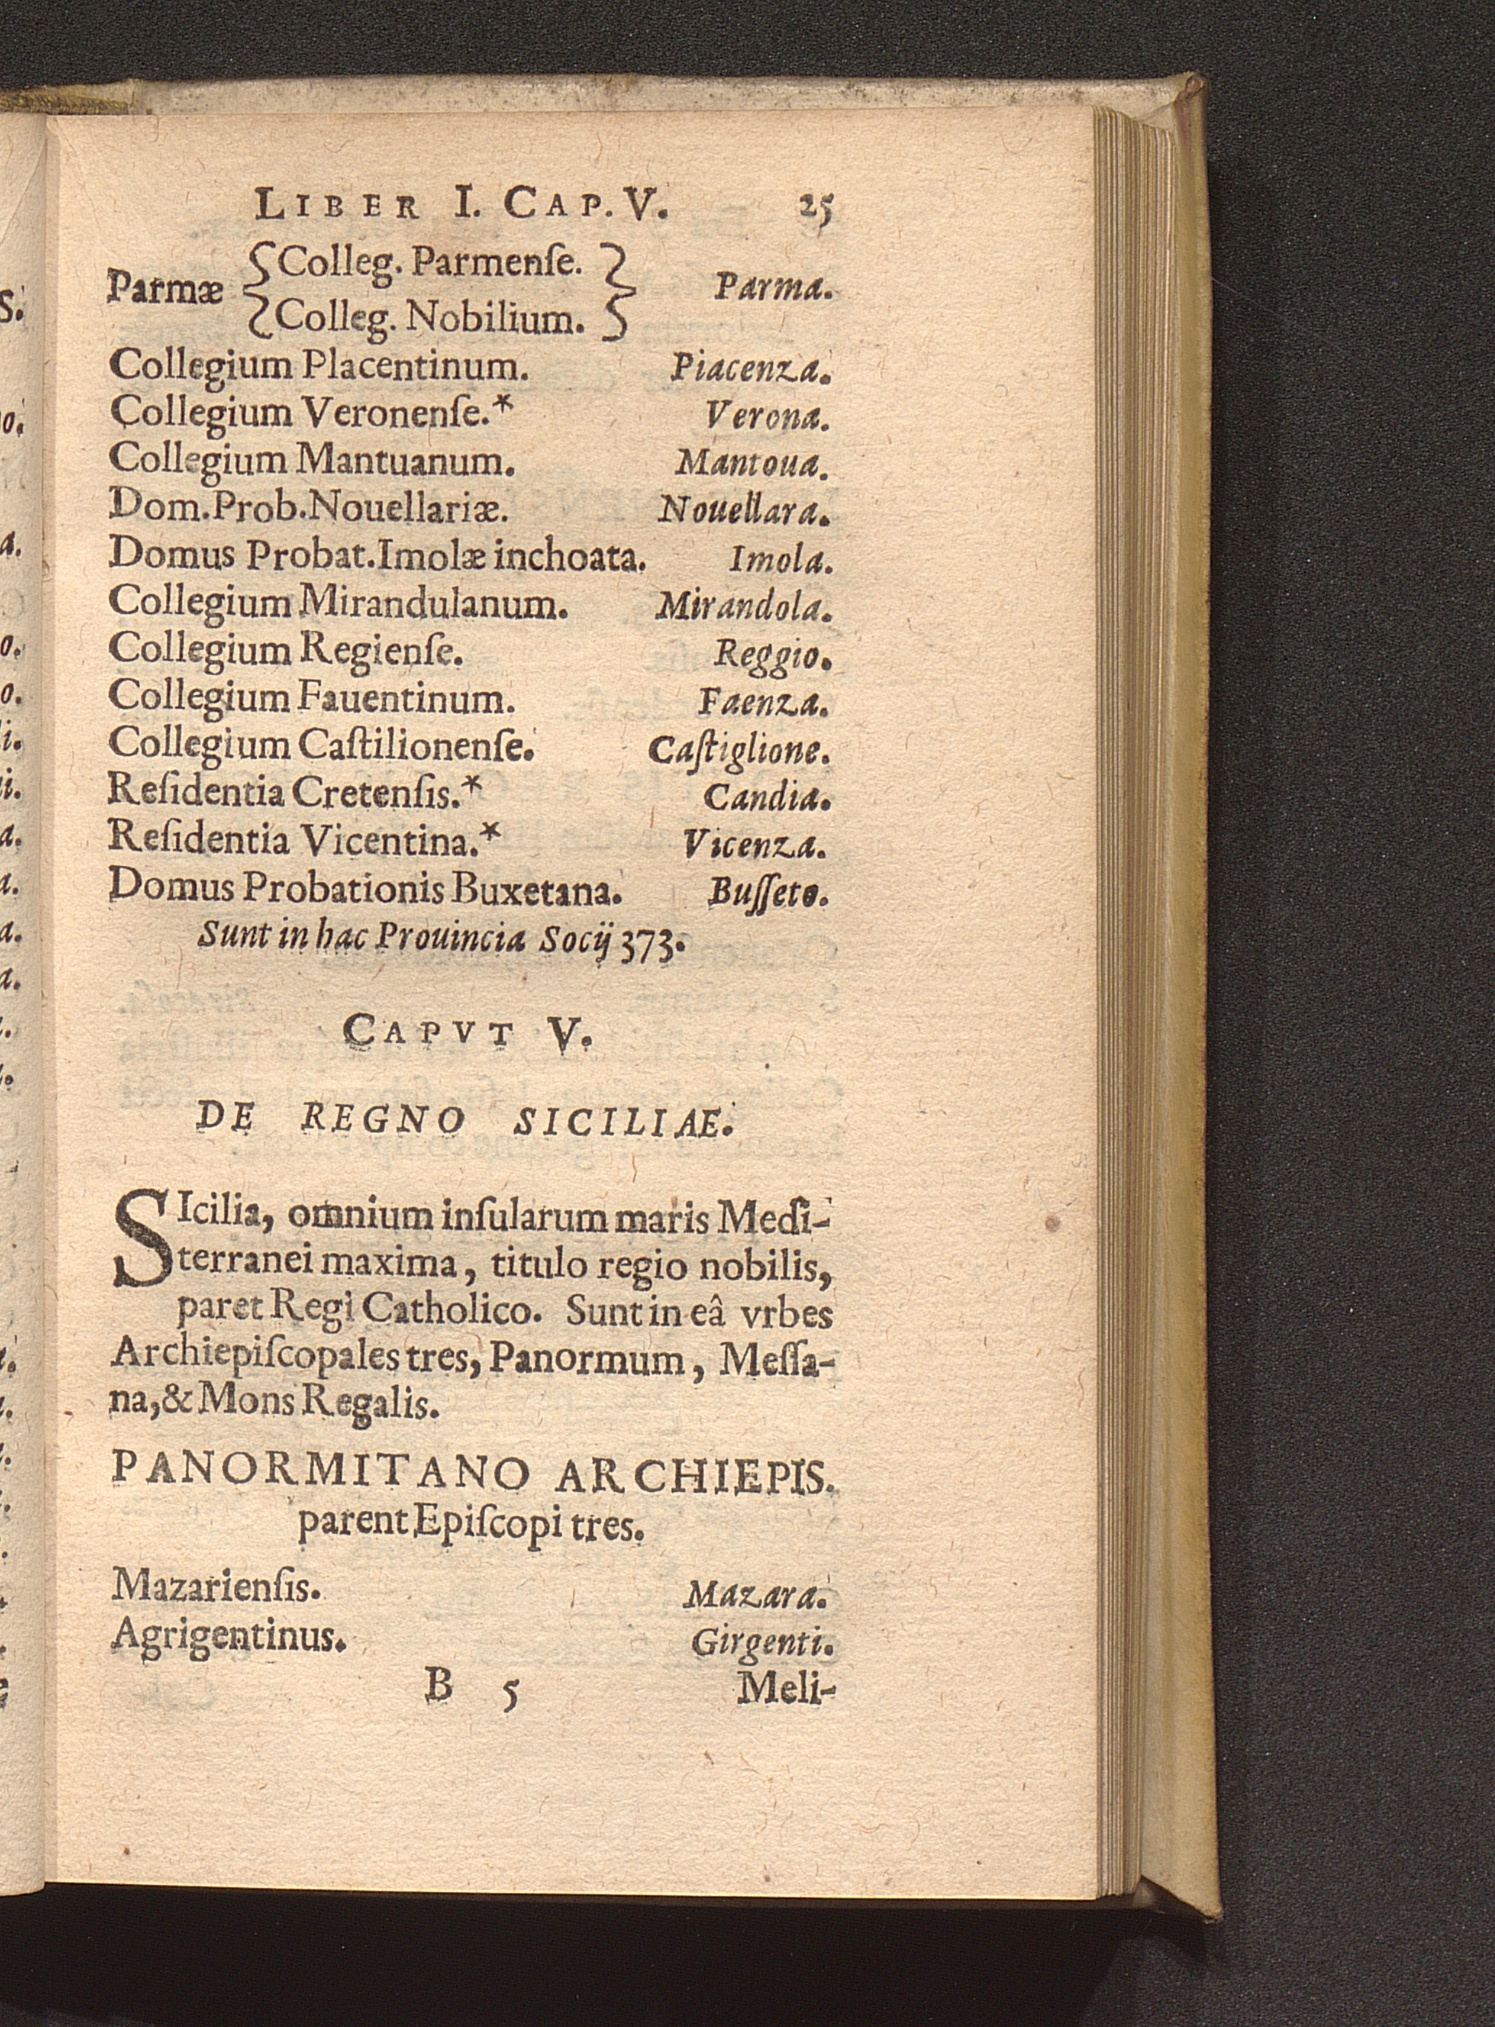 LIBER I. CAP. V. 25
Parmæ {Colleg. Parmenſe.} Parma.
{Colleg. Nobilium.}
Collegium Placentinum. Piacenza.
Collegium Veronenſe.* Verona.
Collegium Mantuanum. Mantoua.
Dom.Prob.Nouellariæ. Nouellara.
Domus Probat.Imolæ inchoata. Imola.
Collegium Mirandulanum. Mirandola.
Collegium Regienſe. Reggio.
Collegium Fauentinum. Faenza.
Collegium Caſtilionenſe. Caſtiglione.
Reſidentia Cretenſis.* Candia.
Reſidentia Vicentina.* Vicenza.
Domus Probationis Buxetana. Buſſeto.
Sunt in hac Prouincia Socij 373.
CAPVT V.
DE REGNO SICILIAE.
SIcilia, omnium inſularum maris Medi-
terranei maxima, titulo regio nobilis,
paret Regi Catholico. Sunt in eâ vrbes
Archiepiſcopales tres, Panormum, Meſſa-
na,& Mons Regalis.
PANORMITANO ARCHIEPIS.
parent Epiſcopi tres.
Mazarienſis. Mazara.
Agrigentinus. Girgenti.
B 5 Meli-